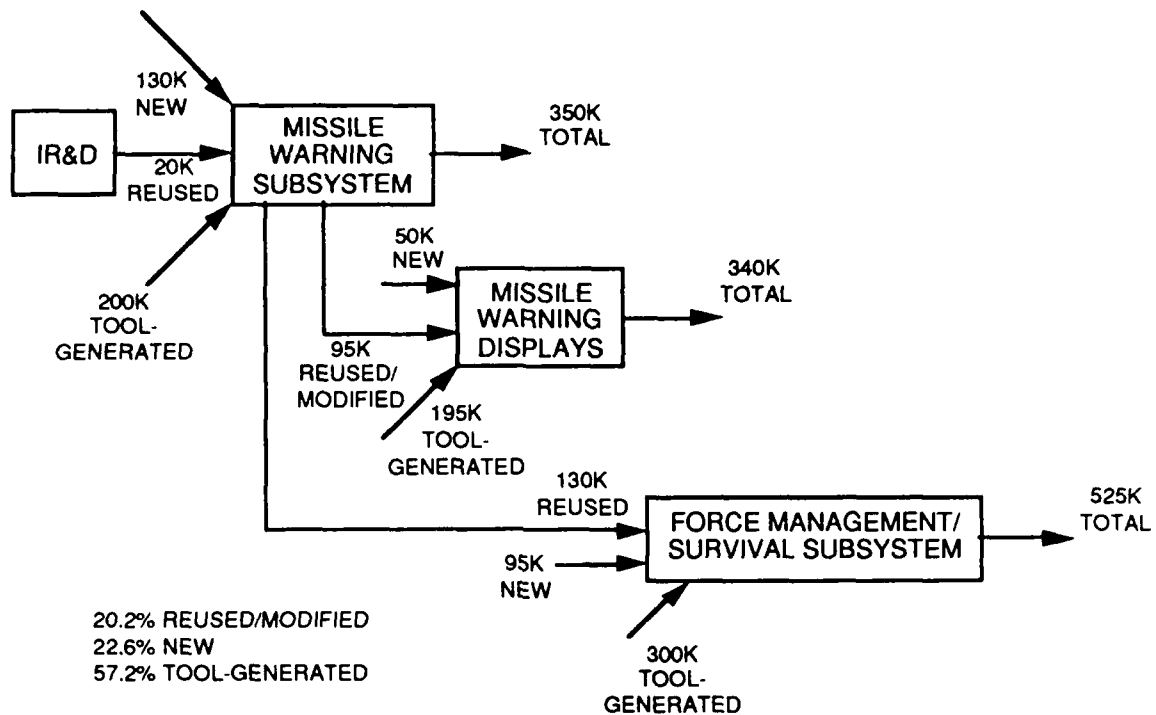 130K
NEW
IR&D
20K
REUSED
MISSILE
WARNING
SUBSYSTEM
350K
TOTAL
200K
TOOL-
GENERATED
50K
NEW
95K
REUSED/
MODIFIED
MISSILE
WARNING
DISPLAYS
340K
TOTAL
195K
TOOL-
GENERATED
130K
REUSED
95K
NEW
FORCE MANAGEMENT/
SURVIVAL SUBSYSTEM
525K
TOTAL
300K
TOOL-
GENERATED
20.2% REUSED/MODIFIED
22.6% NEW
57.2% TOOL-GENERATED